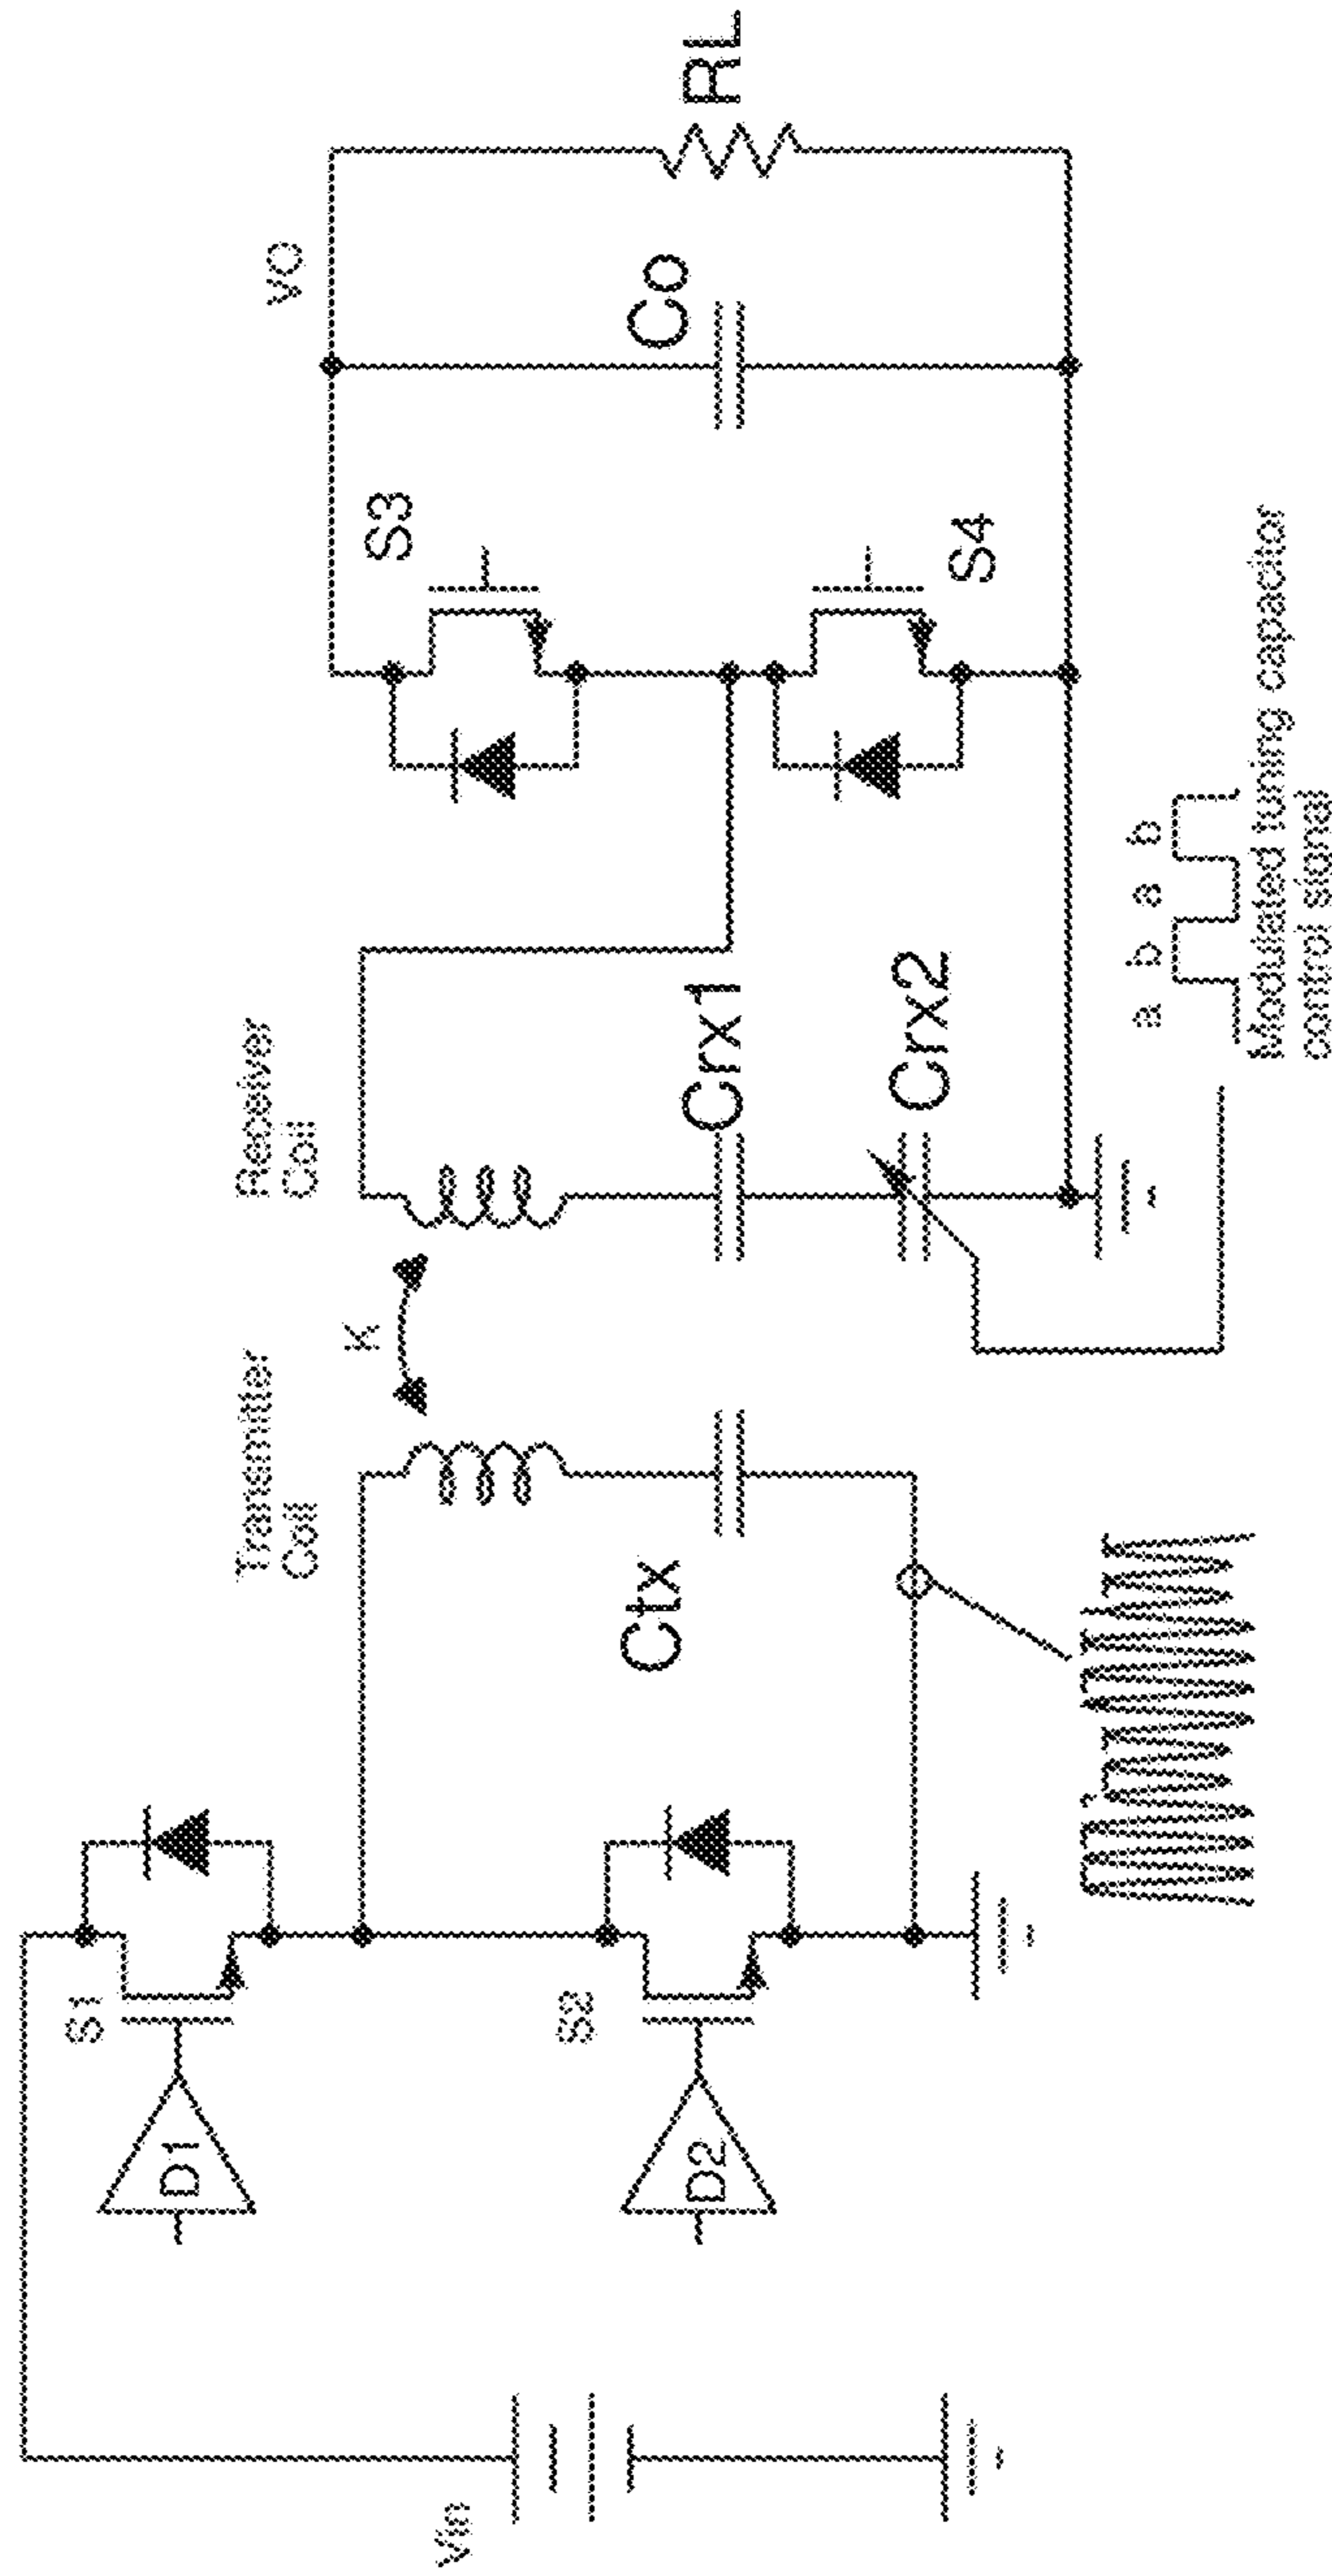 Vin
D1
S1
D2
S2
Transmitter
Coil
Ctx
K
Receiver
Coil
Crx1
Crx2
S3
S4
VO
Co
RL
a b a b
Modulated tuning capacitor
control signal